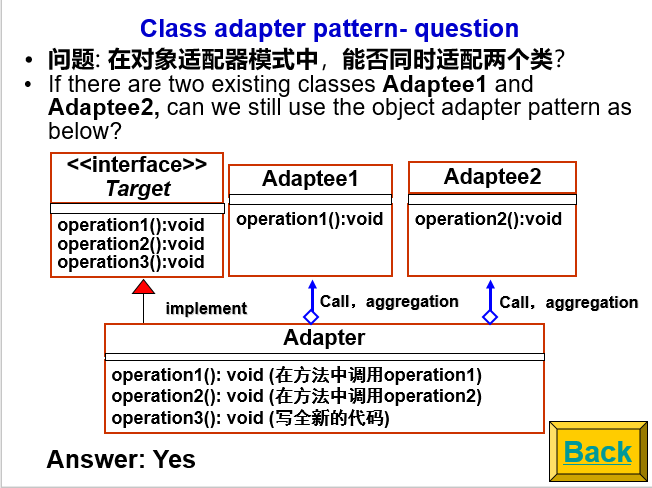 Class adapter pattern- question
• 问题: 在对象适配器模式中，能否同时适配两个类?
• If there are two existing classes Adaptee1 and
Adaptee2, can we still use the object adapter pattern as
below?
<<interface>>
Target
operation1():void
operation2():void
operation3():void
Adaptee1
operation1():void
Adaptee2
operation2():void
implement
Call，aggregation
Call，aggregation
Adapter
operation1(): void (在方法中调用operation1)
operation2(): void (在方法中调用operation2)
operation3(): void (写全新的代码)
Answer: Yes
Back